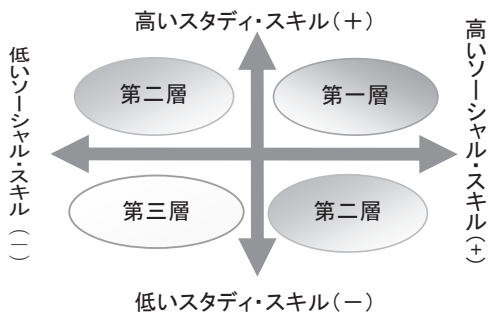 高いスタディ・スキル(+)
低いソーシャル・スキル(－)
第二層
第一層
高いソーシャル・スキル(+)
第三層
第二層
低いスタディ・スキル(－)